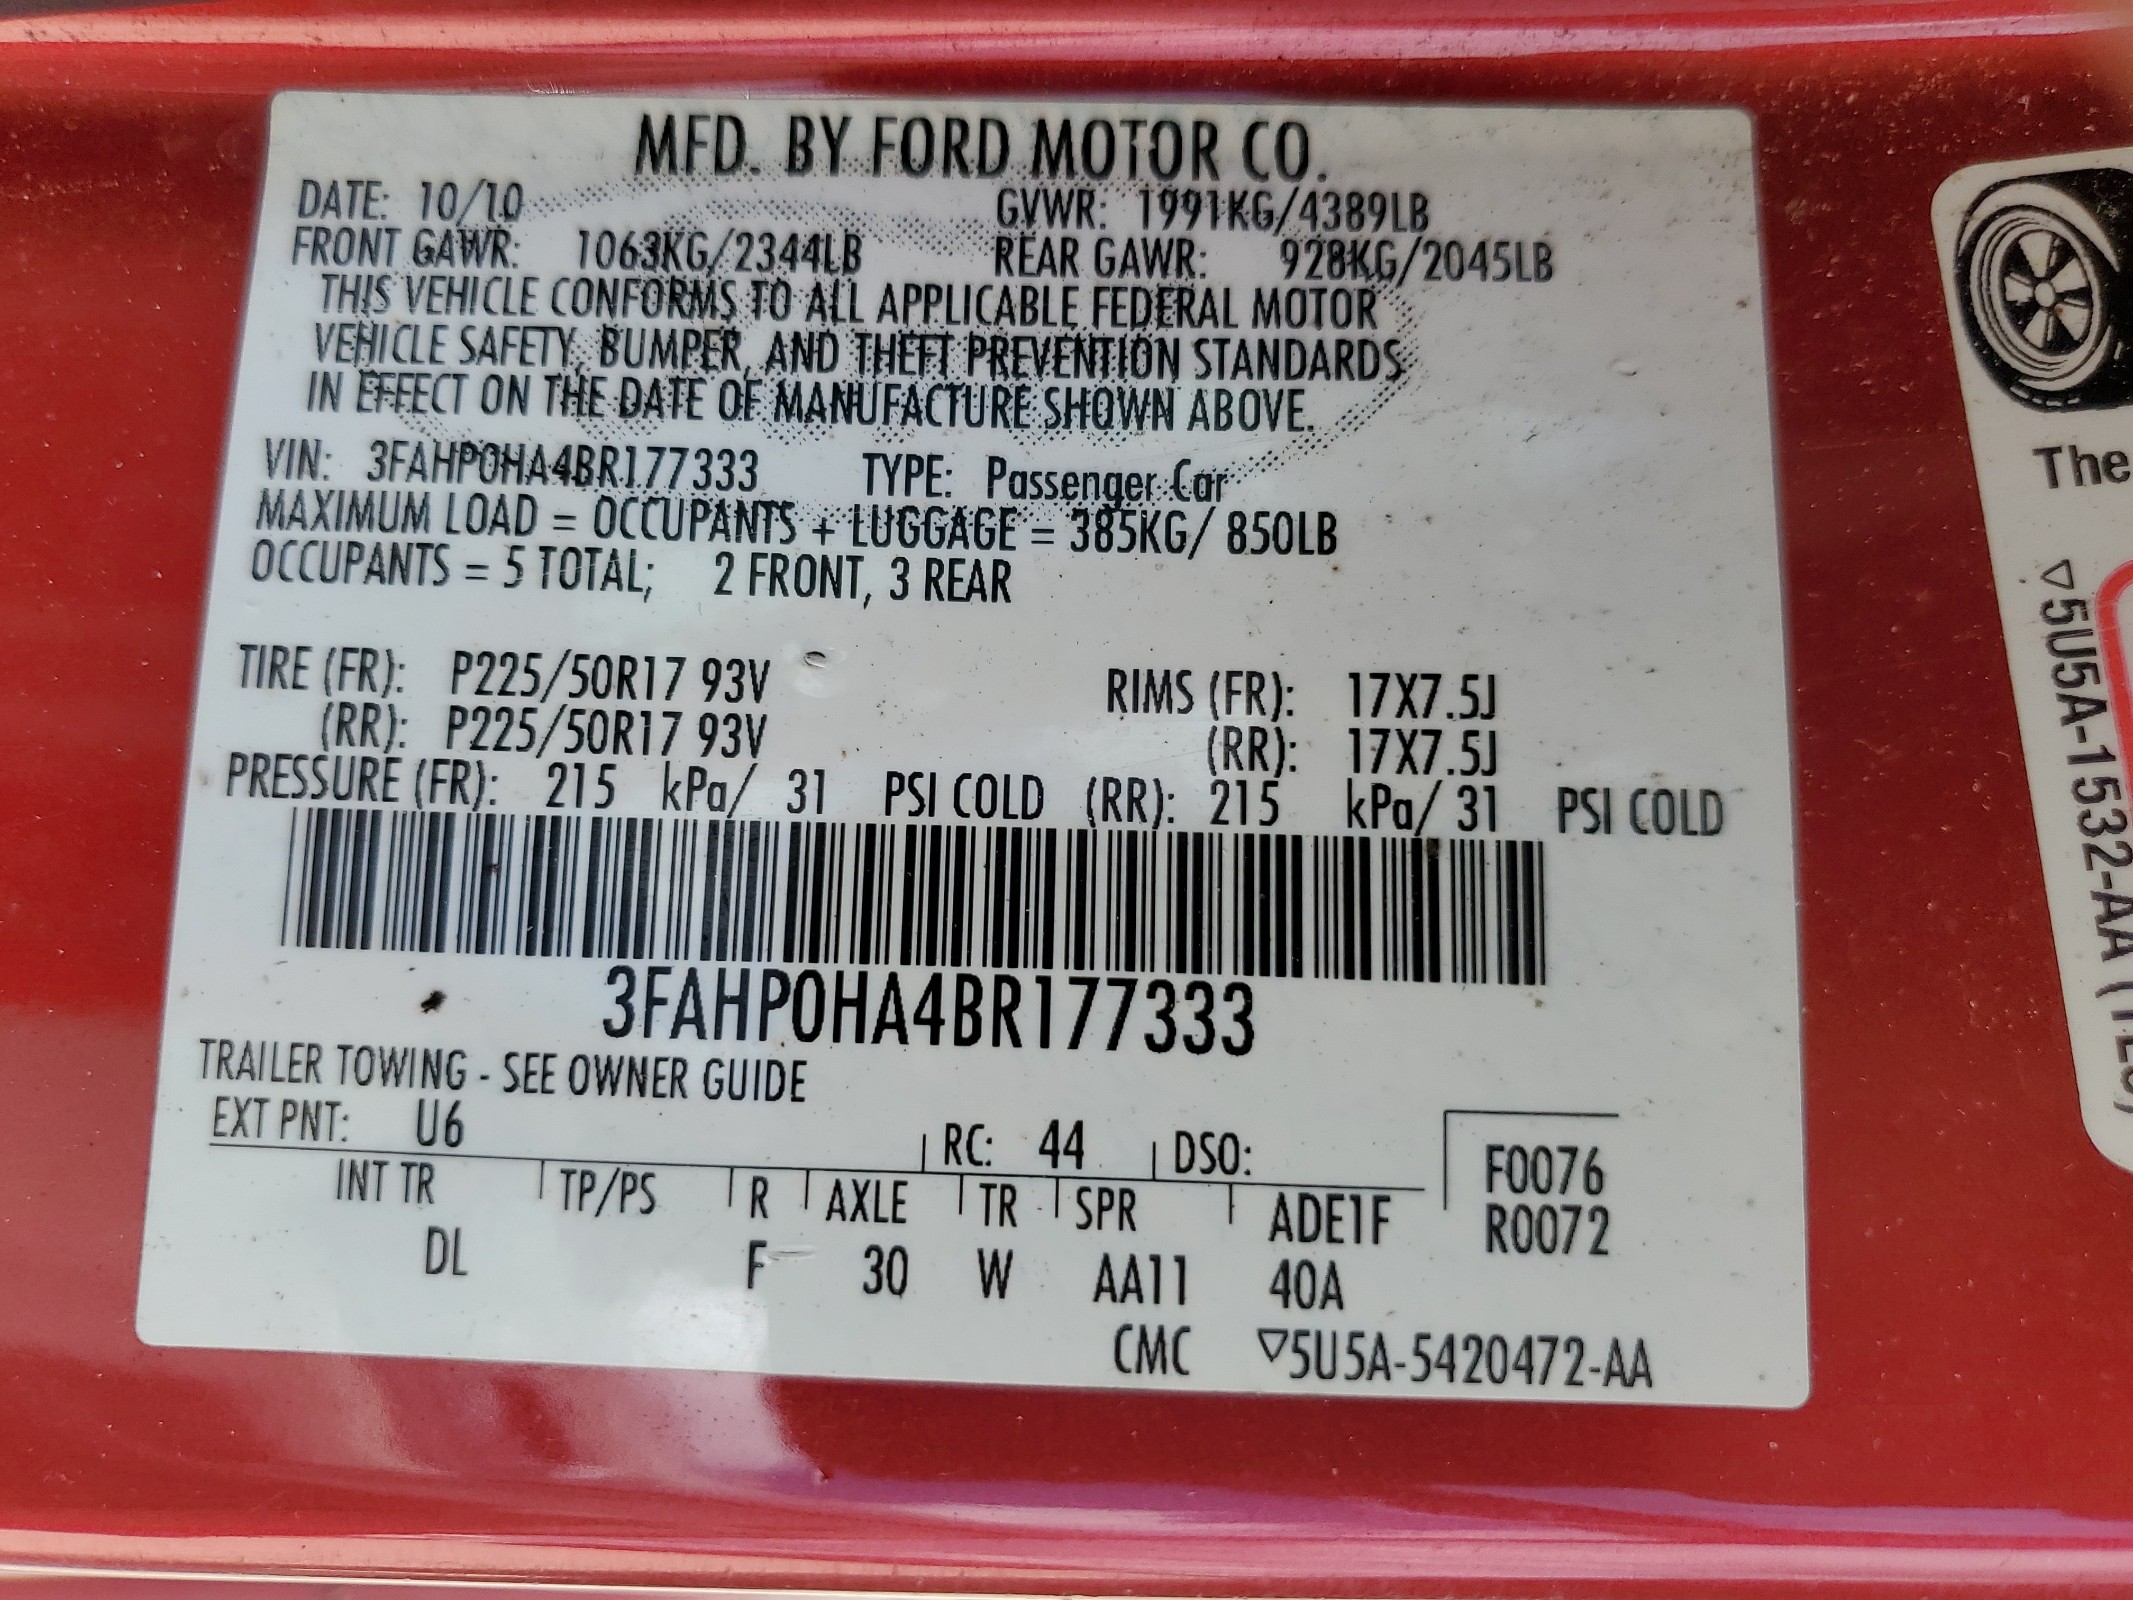 MFD. BY FORD MOTOR CO.
DATE: 10/10 GVWR: 1991KG/4389LB
FRONT GAWR: 1063KG/2344LB REAR GAWR: 928KG/2045LB
THIS VEHICLE CONFORMS TO ALL APPLICABLE FEDERAL MOTOR
VEHICLE SAFETY, BUMPER, AND THEFT PREVENTION STANDARDS
IN EFFECT ON THE DATE OF MANUFACTURE SHOWN ABOVE.
VIN: 3FAHP0HA4BR177333 TYPE: Passenger Car
MAXIMUM LOAD = OCCUPANTS + LUGGAGE = 385KG/ 850LB
OCCUPANTS = 5 TOTAL; 2 FRONT, 3 REAR
TIRE (FR): P225/50R17 93V RIMS (FR): 17X7.5J
(RR): P225/50R17 93V (RR): 17X7.5J
PRESSURE (FR): 215 kPa/ 31 PSI COLD (RR): 215 kPa/ 31 PSI COLD
3FAHP0HA4BR177333
TRAILER TOWING - SEE OWNER GUIDE
EXT PNT: U6 RC: 44 DSO: F0076
INT TR TP/PS R AXLE TR SPR ADE1F R0072
DL F 30 W AA11 40A
CMC ▽5U5A-5420472-AA
The
▽5U5A-1532-AA